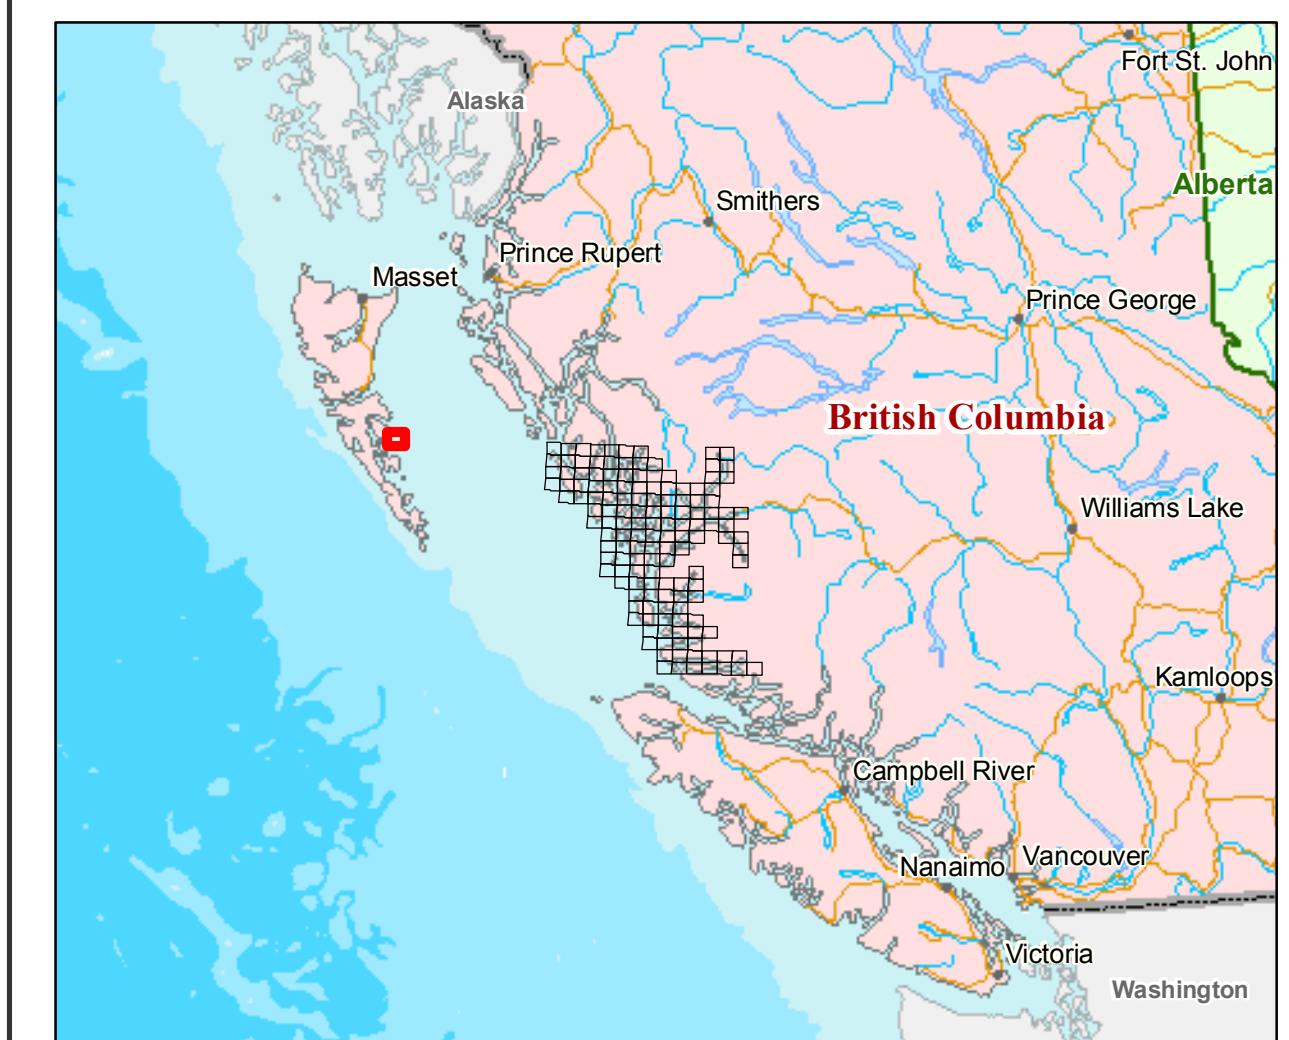 Fort St. John
Alaska
Alberta
Smithers
Prince Rupert
Masset
Prince George
British Columbia
Williams Lake
Kamloops
Campbell River
Vancouver
Nanaimo
Victoria
Washington